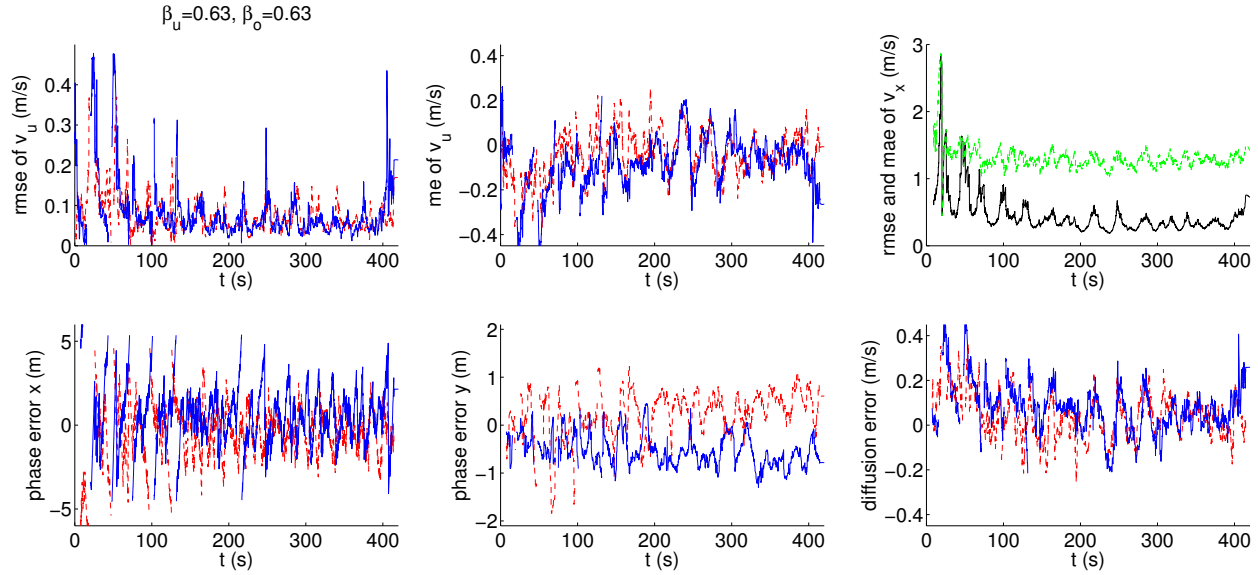 β_u=0.63, β_o=0.63
rmse of v_u (m/s)
0.4
0.3
0.2
0.1
0
0 100 200 300 400
t (s)
me of v_u (m/s)
0.4
0.2
0
−0.2
−0.4
0 100 200 300 400
t (s)
rmse and mae of v_x (m/s)
3
2
1
0
0 100 200 300 400
t (s)
phase error x (m)
5
0
−5
0 100 200 300 400
t (s)
phase error y (m)
2
1
0
−1
−2
0 100 200 300 400
t (s)
diffusion error (m/s)
0.4
0.2
0
−0.2
−0.4
0 100 200 300 400
t (s)